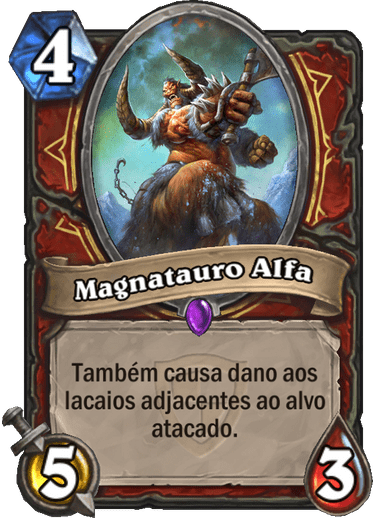 4
Magnatauro Alfa
Também causa dano aos
lacaios adjacentes ao alvo
atacado.
5
3